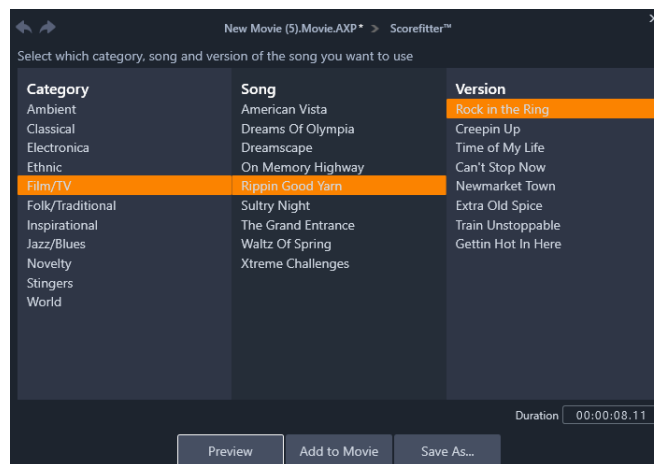 New Movie (5).Movie.AXP* > Scorefitter™
Select which category, song and version of the song you want to use
Category
Ambient
Classical
Electronica
Ethnic
Film/TV
Folk/Traditional
Inspirational
Jazz/Blues
Novelty
Stingers
World
Song
American Vista
Dreams Of Olympia
Dreamscape
On Memory Highway
Rippin Good Yarn
Sultry Night
The Grand Entrance
Waltz Of Spring
Xtreme Challenges
Version
Rock in the Ring
Creepin Up
Time of My Life
Can't Stop Now
Newmarket Town
Extra Old Spice
Train Unstoppable
Gettin Hot In Here
Duration 00:00:08.11
Preview Add to Movie Save As...